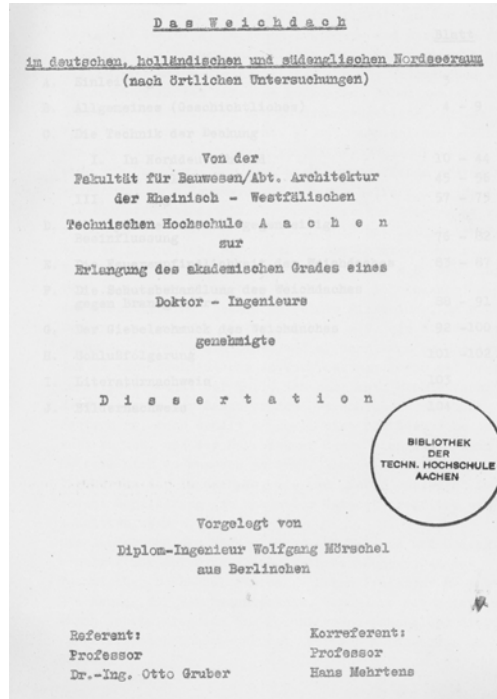 Das Weichdach
im deutschen, holländischen und südenglischen Nordseeraum
(nach örtlichen Untersuchungen)
Von der
Fakultät für Bauwesen/Abt. Architektur
der Rheinisch - Westfälischen
Technischen Hochschule Aachen
zur
Erlangung des akademischen Grades eines
Doktor - Ingenieurs
genehmigte
Dissertation
BIBLIOTHEK
DER
TECHN. HOCHSCHULE
AACHEN
Vorgelegt von
Diplom-Ingenieur Wolfgang Mörschel
aus Berlinchen
Referent:
Professor
Dr.-Ing. Otto Gruber
Korreferent:
Professor
Hans Mehrtens